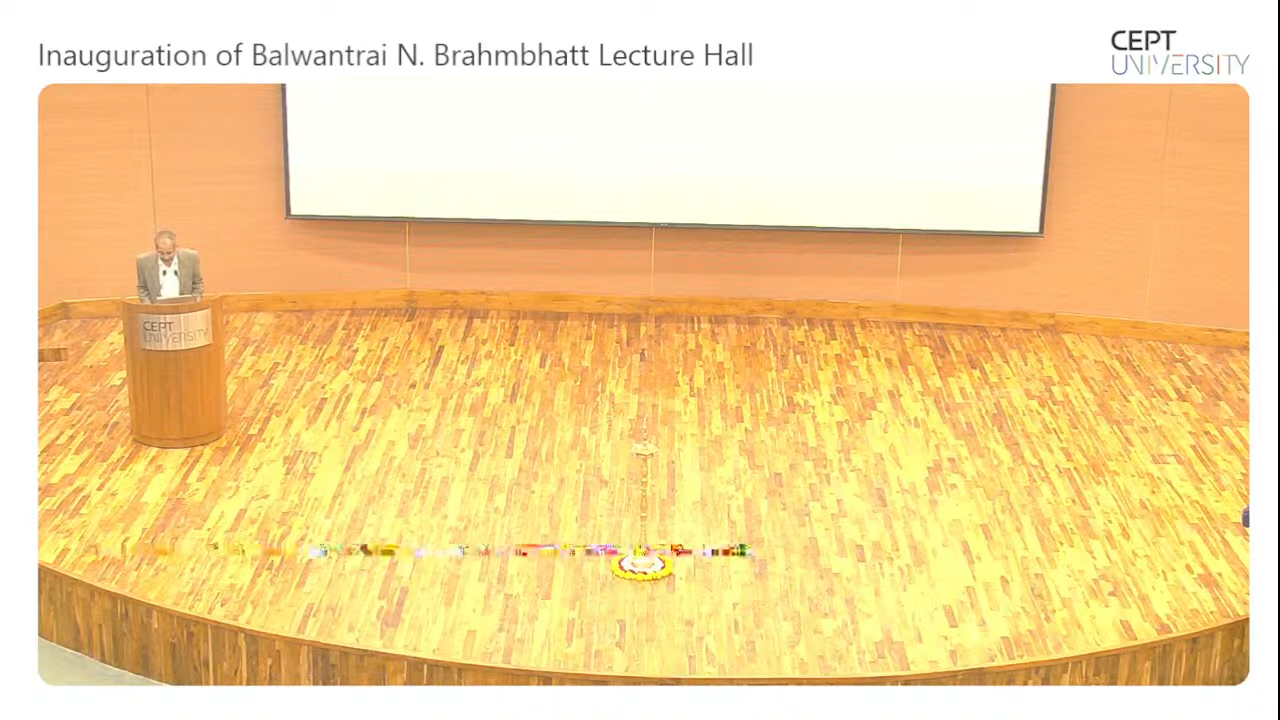 Inauguration of Balwantrai N. Brahmbhatt Lecture Hall
CEPT
UNIVERSITY
CEPT
UNIVERSITY